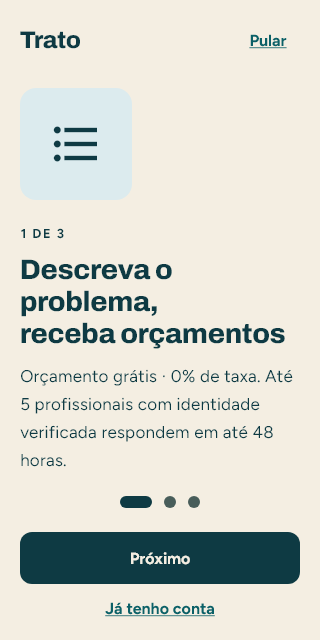 Trato
Pular
1 DE 3
Descreva o
problema,
receba orçamentos
Orçamento grátis · 0% de taxa. Até
5 profissionais com identidade
verificada respondem em até 48
horas.
Próximo
Já tenho conta